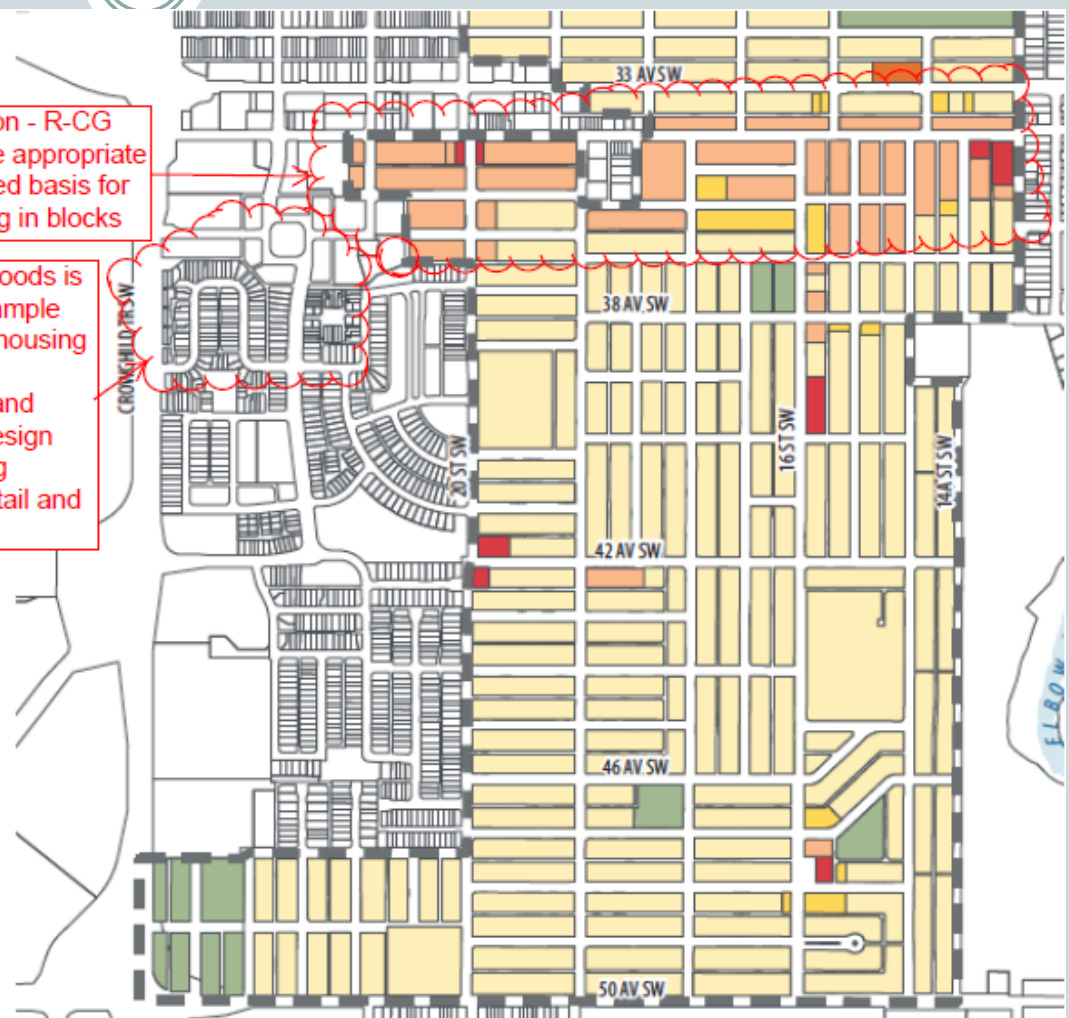 33 AV SW
on - R-CG
e appropriate
ed basis for
g in blocks
oods is
ample
housing
and
esign
g
tail and
CROWCHILD TR SW
38 AV SW
20 ST SW
16 ST SW
14A ST SW
42 AV SW
ELBOW
46 AV SW
50 AV SW